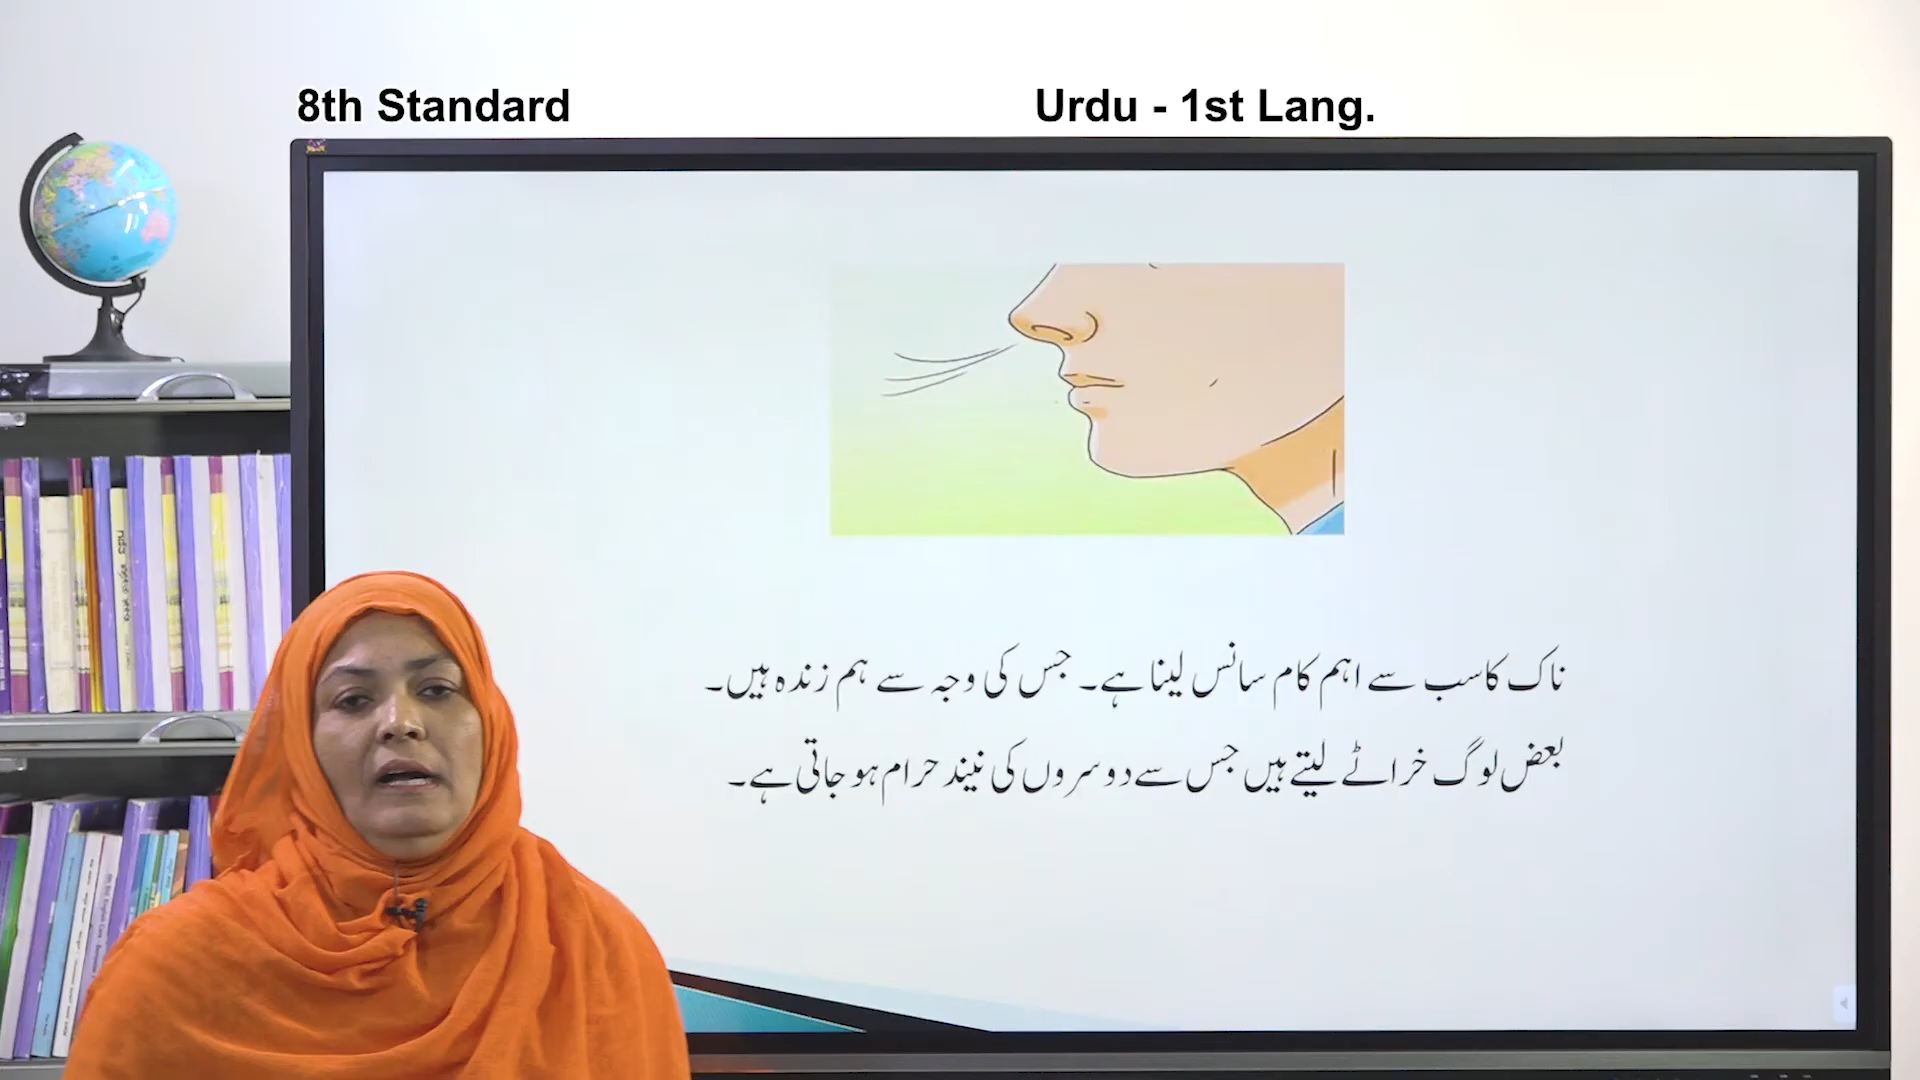 8th Standard
Urdu - 1st Lang.
ناک کا سب سے اہم کام سانس لینا ہے۔ جس کی وجہ سے ہم زندہ ہیں۔
بعض لوگ خراٹے لیتے ہیں جس سے دوسروں کی نیند حرام ہو جاتی ہے۔